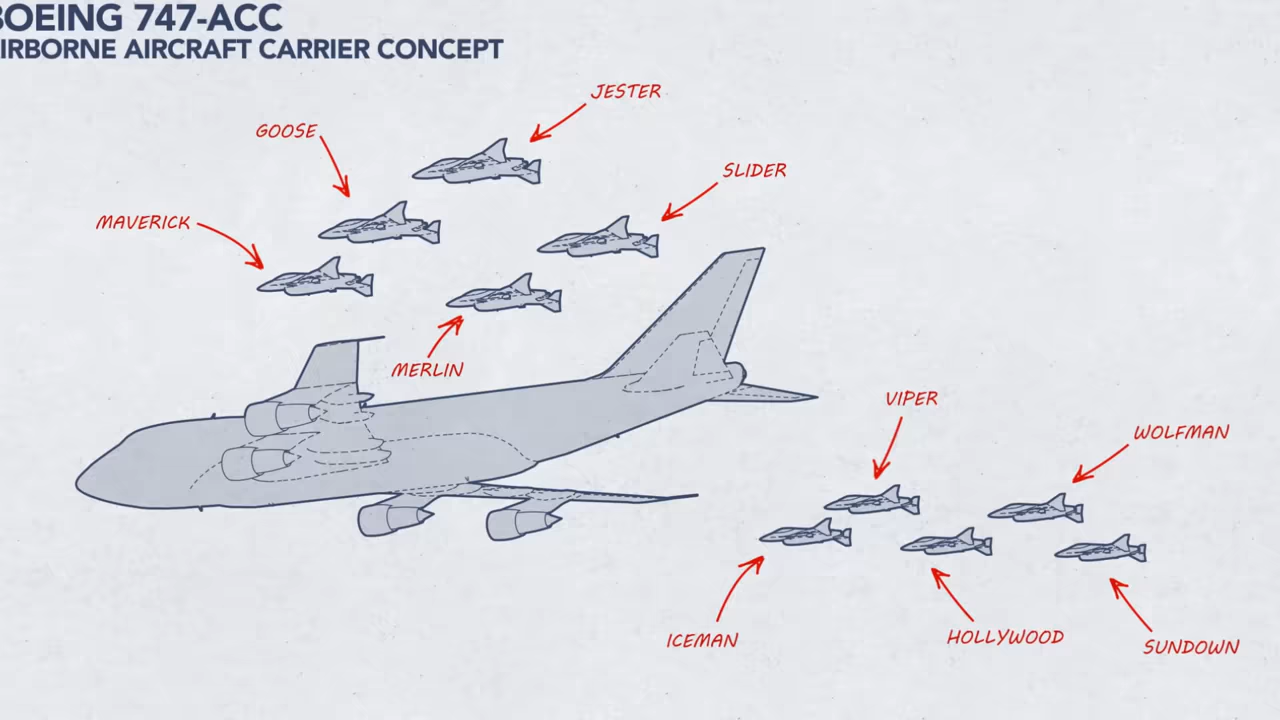 BOEING 747-ACC
IRBORNE AIRCRAFT CARRIER CONCEPT
JESTER
GOOSE
SLIDER
MAVERICK
MERLIN
VIPER
WOLFMAN
ICEMAN
HOLLYWOOD
SUNDOWN